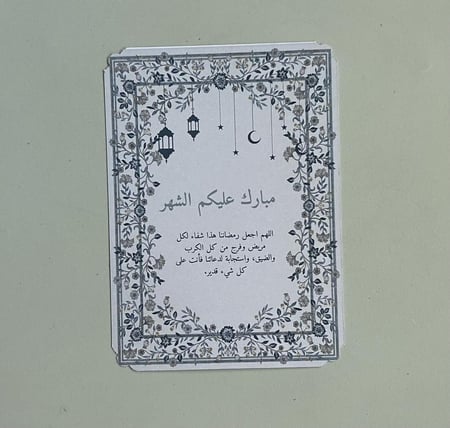 مبارك عليكم الشهر
اللهم اجعل رمضاننا هذا شفاء لكل
مريض وفرج من كل الكرب
والضيق، واستجابة لدعائنا فأنت على
كل شيء قدير.